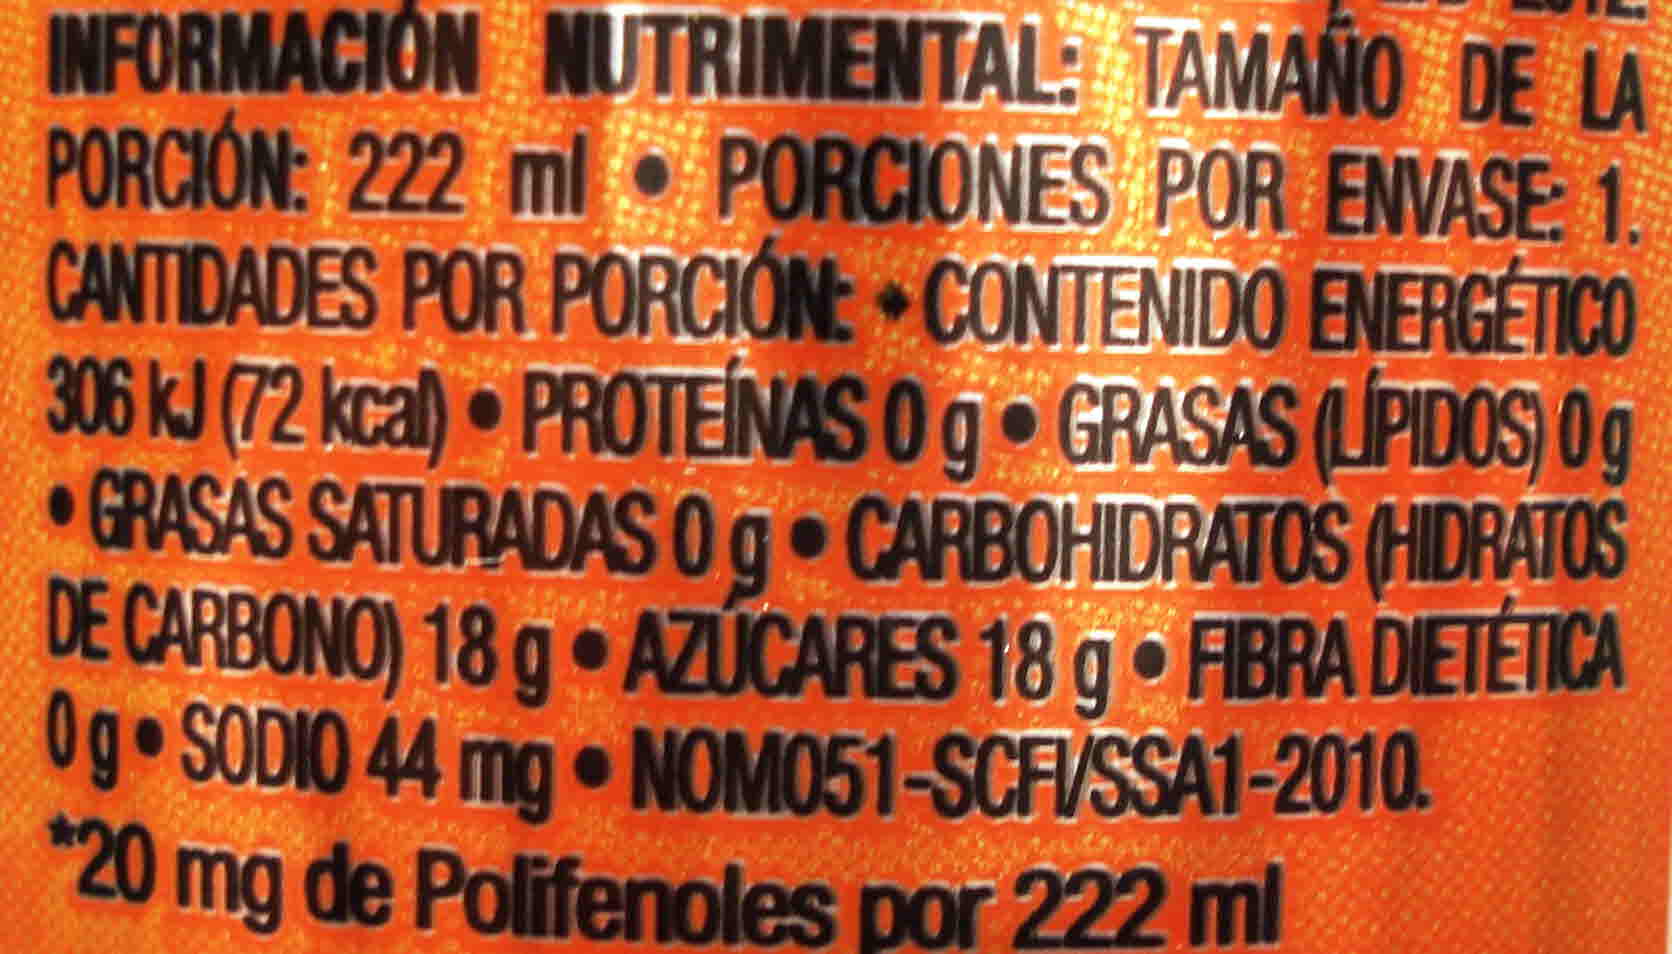 INFORMACIÓN NUTRIMENTAL: TAMAÑO DE LA
PORCIÓN: 222 ml • PORCIONES POR ENVASE: 1.
CANTIDADES POR PORCIÓN: • CONTENIDO ENERGÉTICO
306 kJ (72 kcal) • PROTEÍNAS 0 g • GRASAS (LÍPIDOS) 0 g
• GRASAS SATURADAS 0 g • CARBOHIDRATOS (HIDRATOS
DE CARBONO) 18 g • AZÚCARES 18 g • FIBRA DIETÉTICA
0 g • SODIO 44 mg • NOM051-SCFI/SSA1-2010.
*20 mg de Polifenoles por 222 ml